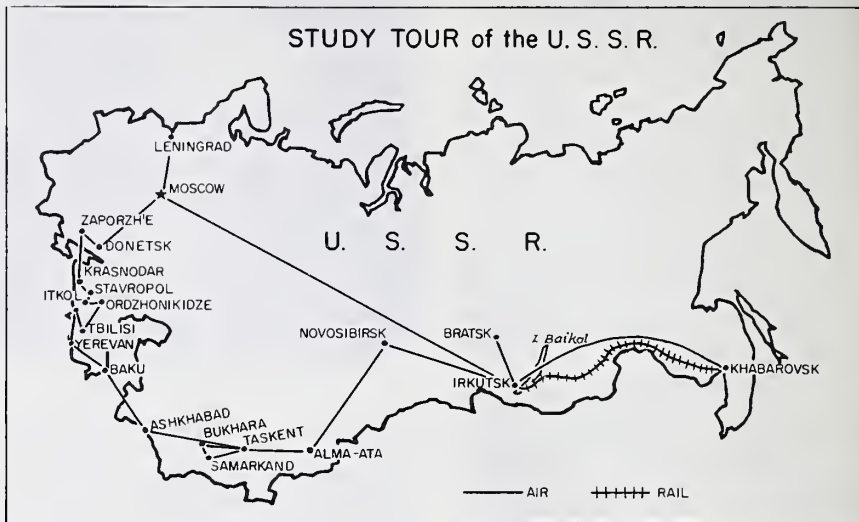 STUDY TOUR of the U.S.S.R.
LENINGRAD
MOSCOW
ZAPORZH'E
DONETSK
U. S. S. R.
KRASNODAR
STAVROPOL
ITKOL
ORDZHONIKIDZE
TBILISI
YEREVAN
BAKU
NOVOSIBIRSK
BRATSK
Z Baikol
IRKUTSK
KHABAROVSK
ASHKHABAD
BUKHARA
TASKENT
SAMARKAND
ALMA-ATA
AIR
RAIL